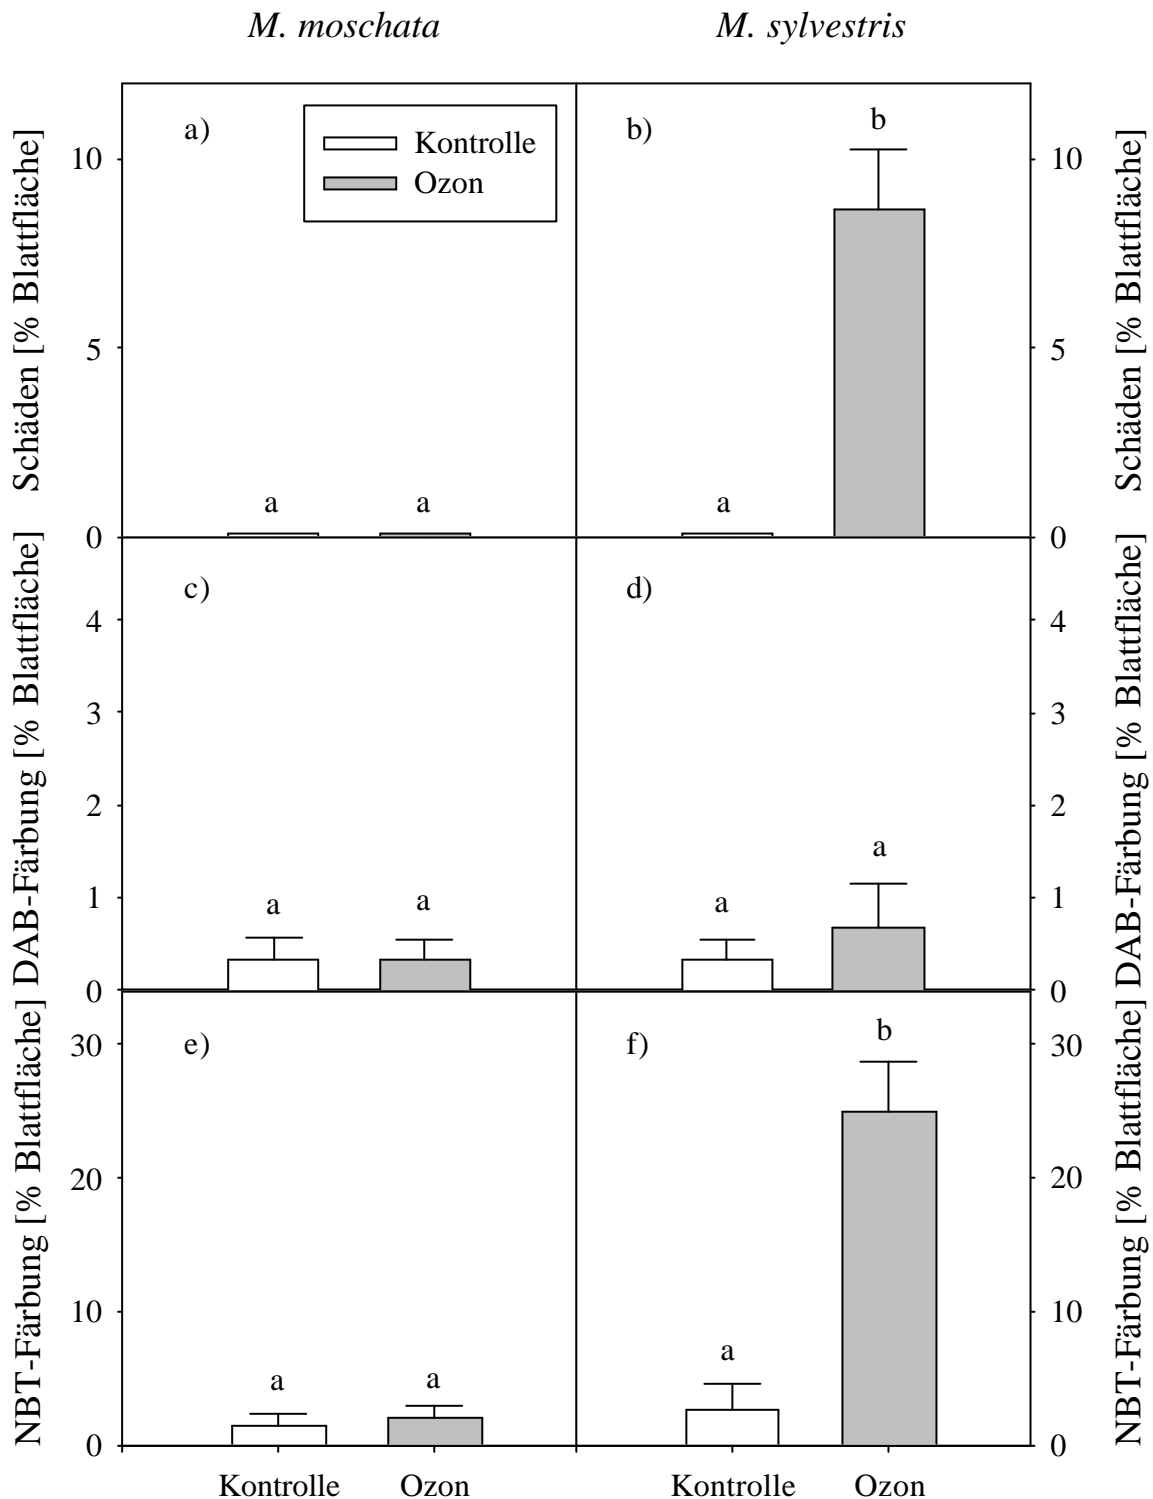 M. moschata
M. sylvestris
Schäden [% Blattfläche]
10
5
0
a)
Kontrolle
Ozon
a
a
b)
a
b
10
5
0
Schäden [% Blattfläche]
DAB-Färbung [% Blattfläche]
4
3
2
1
0
c)
a
a
d)
a
a
4
3
2
1
0
DAB-Färbung [% Blattfläche]
NBT-Färbung [% Blattfläche]
30
20
10
0
e)
a
a
f)
a
b
30
20
10
0
NBT-Färbung [% Blattfläche]
Kontrolle
Ozon
Kontrolle
Ozon